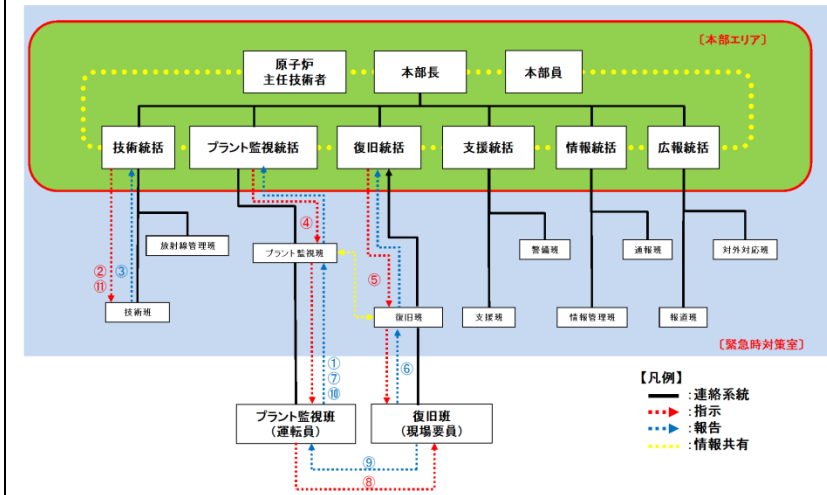 〔本部エリア〕
原子炉
主任技術者
本部長
本部員
技術統括
プラント監視統括
復旧統括
支援統括
情報統括
広報統括
④
放射線管理班
プラント監視班
警備班
通報班
対外対応班
②
⑪
③
⑤
技術班
復旧班
支援班
情報管理班
報道班
〔緊急時対策室〕
①
⑦
⑩
⑥
【凡例】
:連絡系統
:指示
:報告
:情報共有
プラント監視班
(運転員)
復旧班
(現場要員)
⑨
⑧